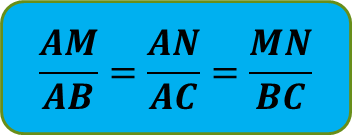 AM/AB = AN/AC = MN/BC